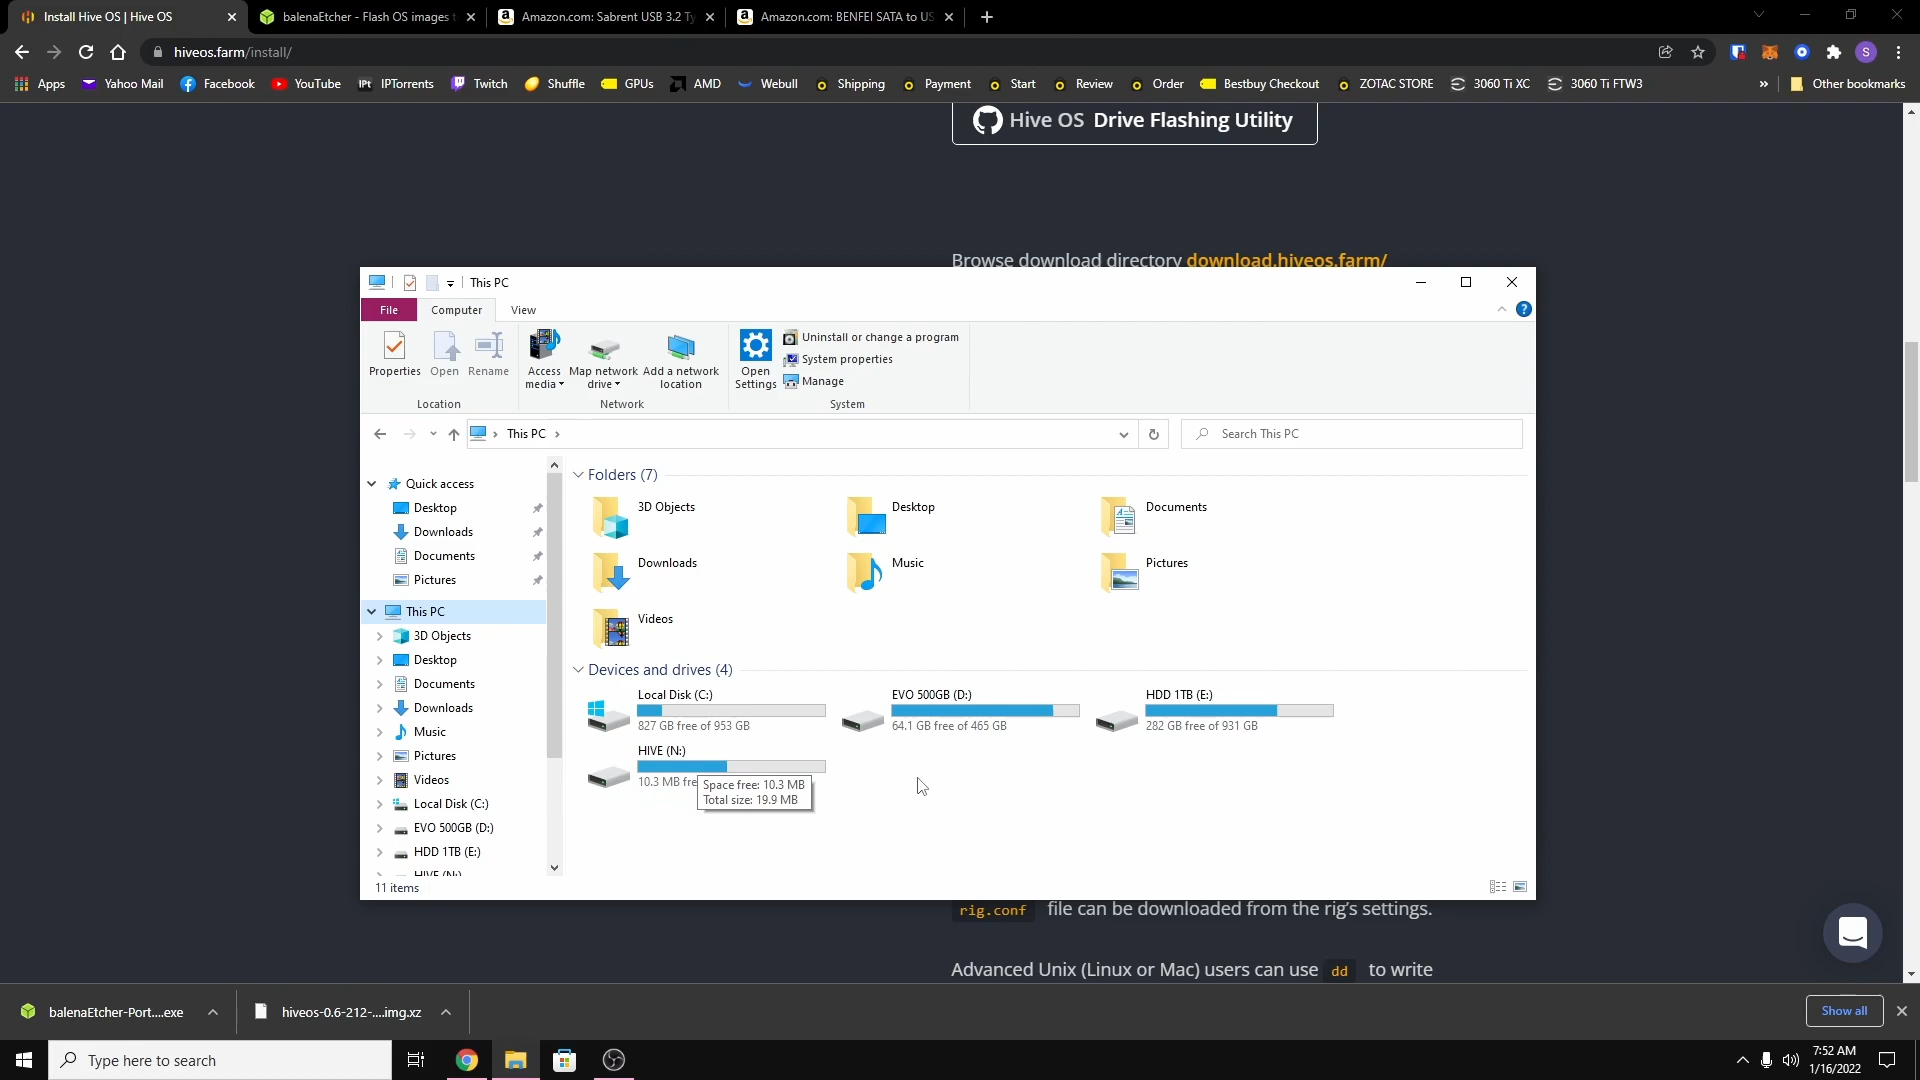 Install Hive OS | Hive OS
balenaEtcher - Flash OS images t
Amazon.com: Sabrent USB 3.2 Ty
Amazon.com: BENFEI SATA to US
hiveos.farm/install/
S
Apps
Yahoo Mail
Facebook
YouTube
IPTorrents
Twitch
Shuffle
GPUs
AMD
Webull
Shipping
Payment
Start
Review
Order
Bestbuy Checkout
ZOTAC STORE
3060 Ti XC
3060 Ti FTW3
»
Other bookmarks
Hive OS Drive Flashing Utility
Browse download directory download.hiveos.farm/
This PC
File
Computer
View
Properties
Open
Rename
Access media
Map network drive
Add a network location
Open Settings
Uninstall or change a program
System properties
Manage
Location
Network
System
This PC
Search This PC
Quick access
Desktop
Downloads
Documents
Pictures
This PC
3D Objects
Desktop
Documents
Downloads
Music
Pictures
Videos
Local Disk (C:)
EVO 500GB (D:)
HDD 1TB (E:)
HIVE (N:)
Folders (7)
3D Objects
Desktop
Documents
Downloads
Music
Pictures
Videos
Devices and drives (4)
Local Disk (C:)
827 GB free of 953 GB
EVO 500GB (D:)
64.1 GB free of 465 GB
HDD 1TB (E:)
282 GB free of 931 GB
HIVE (N:)
10.3 MB fre
Space free: 10.3 MB
Total size: 19.9 MB
11 items
rig.conf file can be downloaded from the rig's settings.
Advanced Unix (Linux or Mac) users can use dd to write
balenaEtcher-Port....exe
hiveos-0.6-212-....img.xz
Show all
Type here to search
7:52 AM
1/16/2022